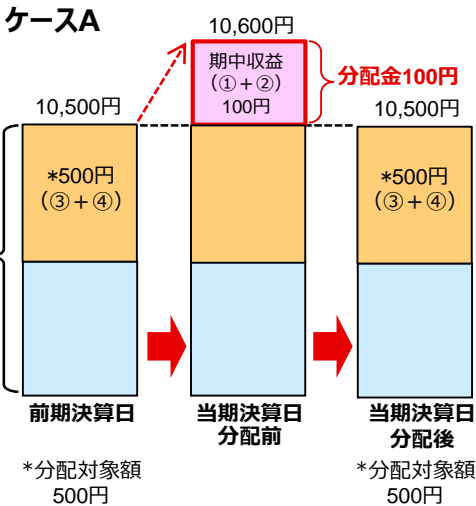 ケースA
10,600円
期中収益
（①＋②）
100円
分配金100円
10,500円
10,500円
*500円
（③＋④）
*500円
（③＋④）
前期決算日
当期決算日
分配前
当期決算日
分配後
*分配対象額
500円
*分配対象額
500円